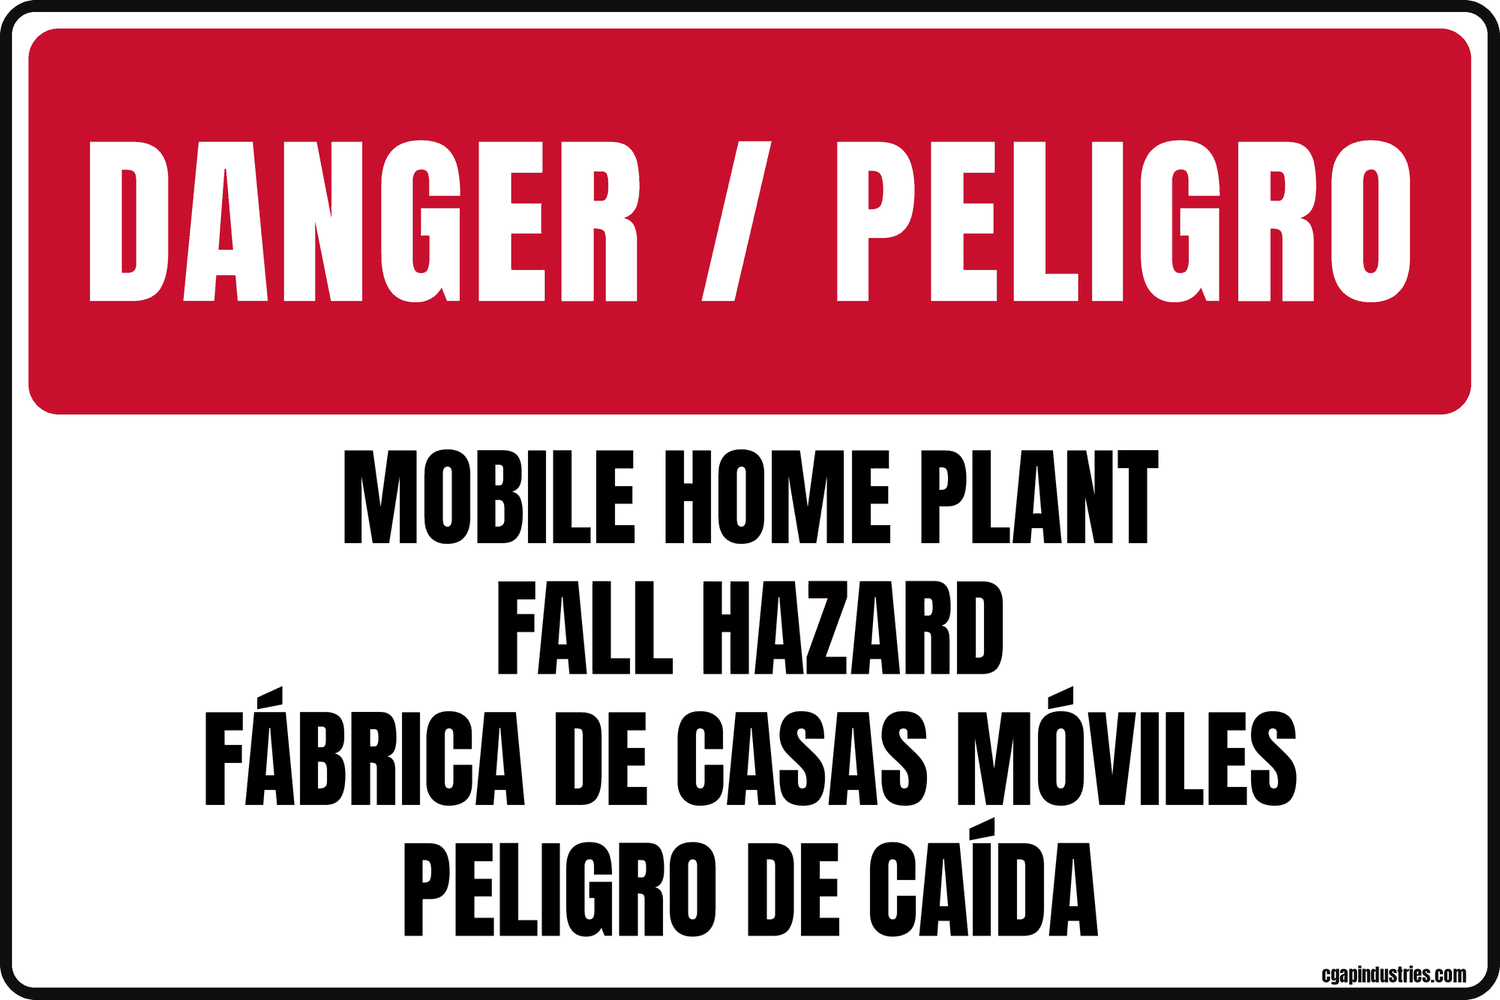 DANGER / PELIGRO
MOBILE HOME PLANT
FALL HAZARD
FÁBRICA DE CASAS MÓVILES
PELIGRO DE CAÍDA
cgapindustries.com